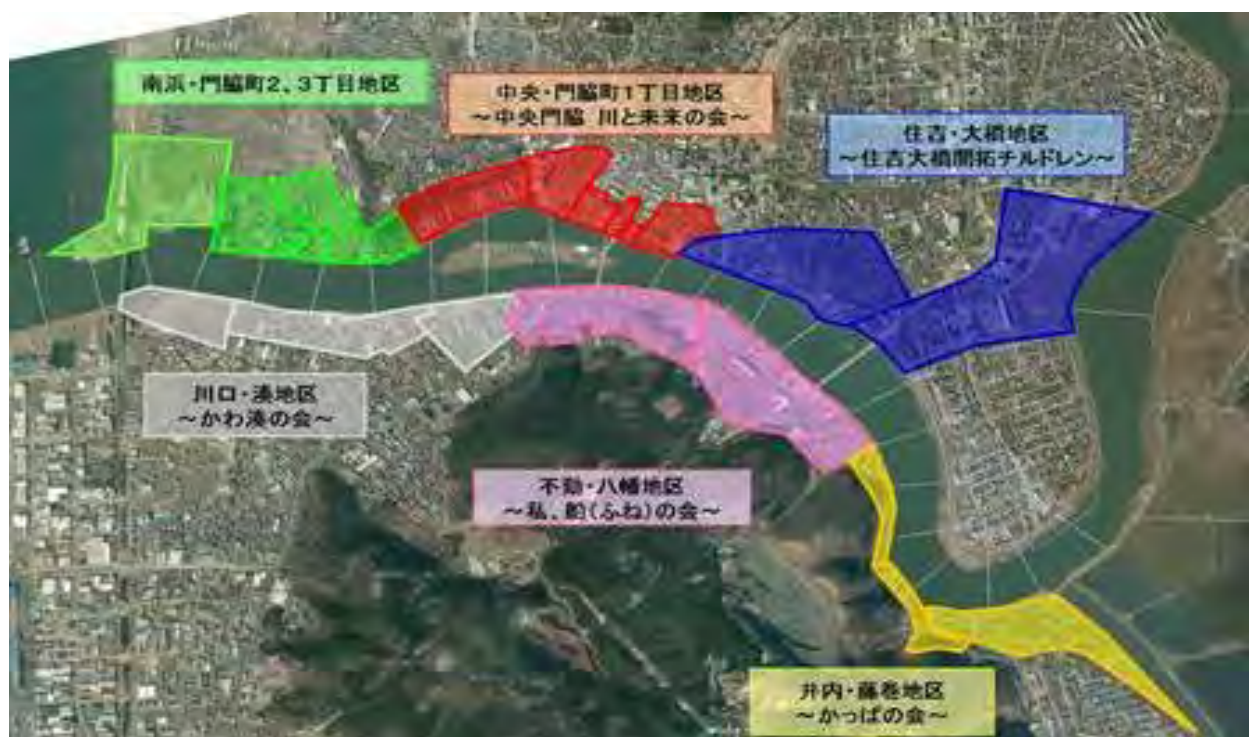 南浜・門脇町2、3丁目地区
中央・門脇町1丁目地区
～中央門脇 川と未来の会～
住吉・大橋地区
～住吉大橋開拓チルドレン～
川口・湊地区
～かわ湊の会～
不動・八幡地区
～私、船(ふね)の会～
井内・藤巻地区
～かっぱの会～